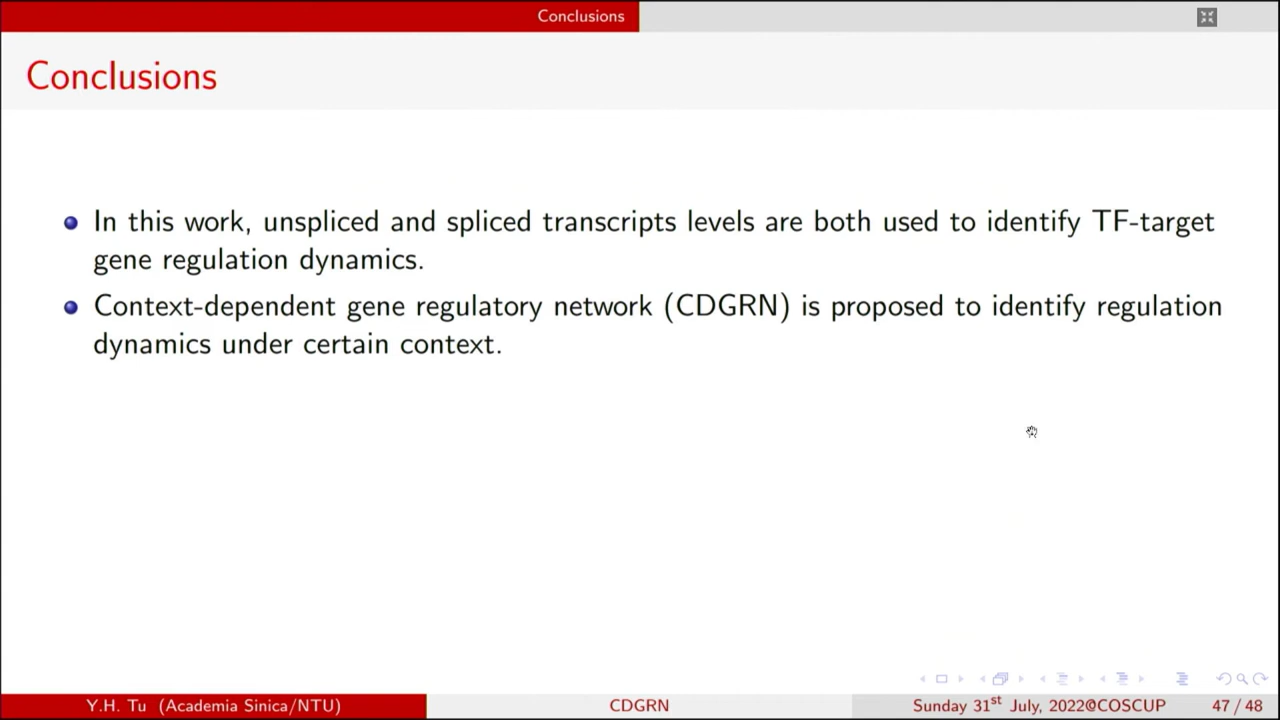 Conclusions
Conclusions
In this work, unspliced and spliced transcripts levels are both used to identify TF-target
gene regulation dynamics.
Context-dependent gene regulatory network (CDGRN) is proposed to identify regulation
dynamics under certain context.
Y.H. Tu (Academia Sinica/NTU) CDGRN Sunday 31st July, 2022@COSCUP 47 / 48